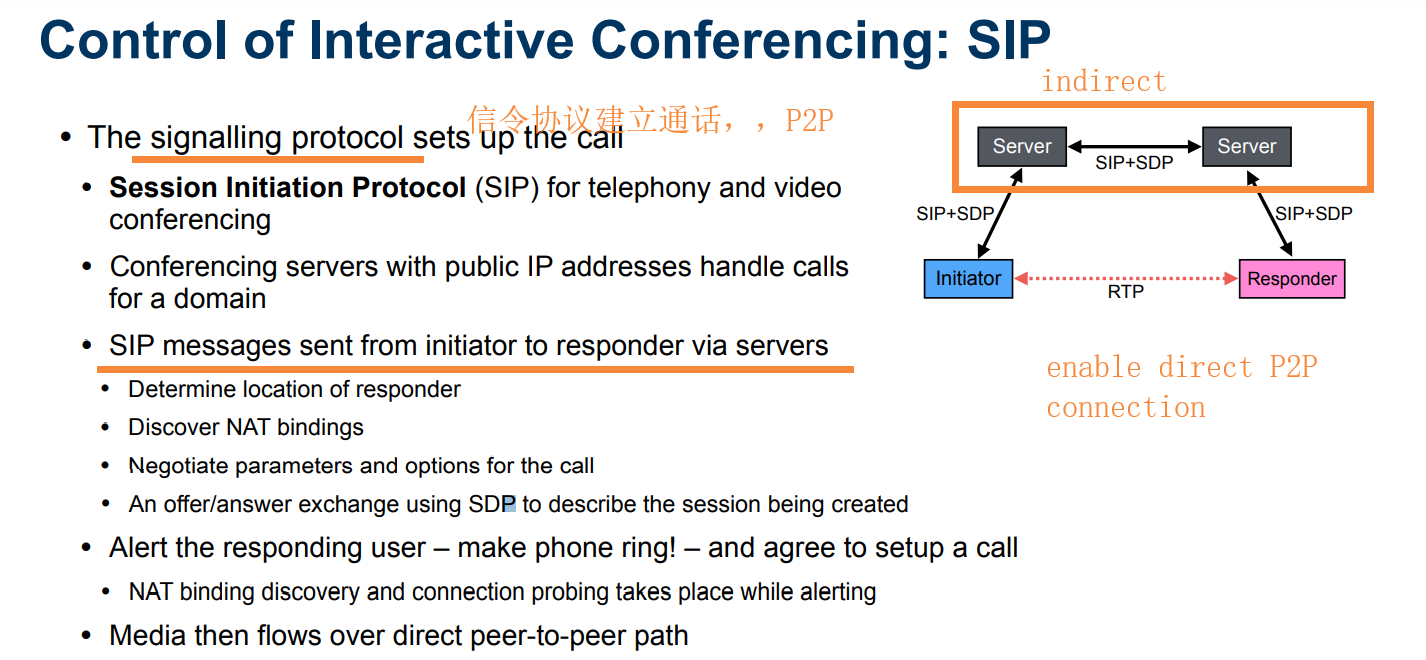 Control of Interactive Conferencing: SIP
indirect
信令协议建立通话，，P2P
• The signalling protocol sets up the call
• Session Initiation Protocol (SIP) for telephony and video
conferencing
• Conferencing servers with public IP addresses handle calls
for a domain
• SIP messages sent from initiator to responder via servers
• Determine location of responder
• Discover NAT bindings
• Negotiate parameters and options for the call
• An offer/answer exchange using SDP to describe the session being created
• Alert the responding user – make phone ring! – and agree to setup a call
• NAT binding discovery and connection probing takes place while alerting
• Media then flows over direct peer-to-peer path
Server
Server
SIP+SDP
SIP+SDP
SIP+SDP
Initiator
Responder
RTP
enable direct P2P
connection